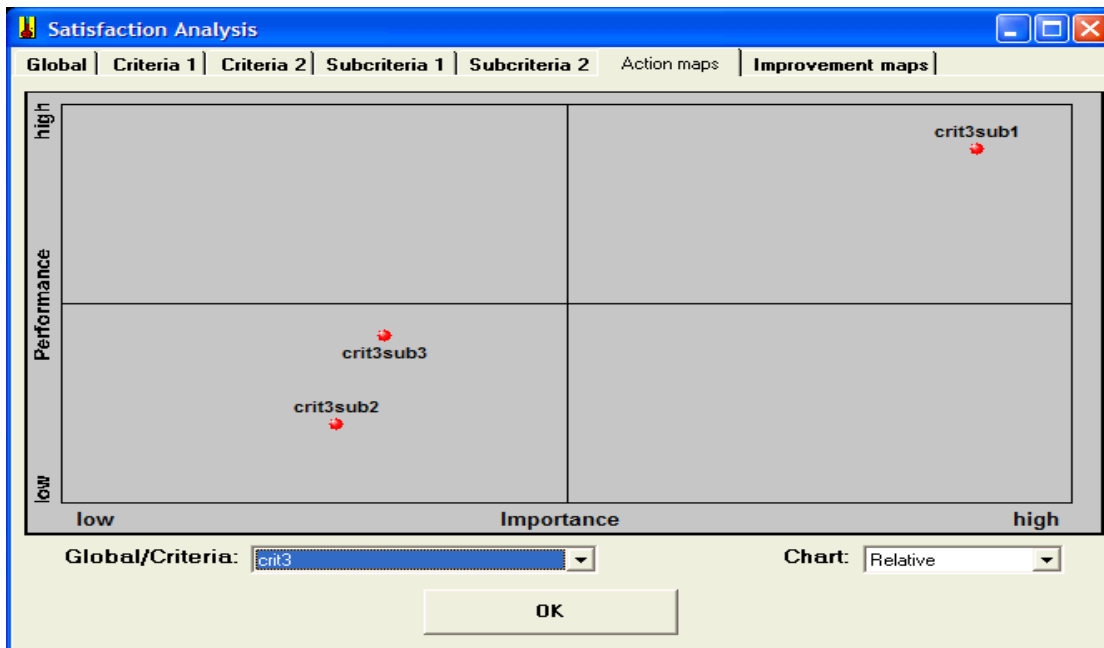 Satisfaction Analysis
Global Criteria 1 Criteria 2 Subcriteria 1 Subcriteria 2 Action maps Improvement maps
high
crit3sub1
Performance
crit3sub3
crit3sub2
low
low Importance high
Global/Criteria: crit3 Chart: Relative
OK